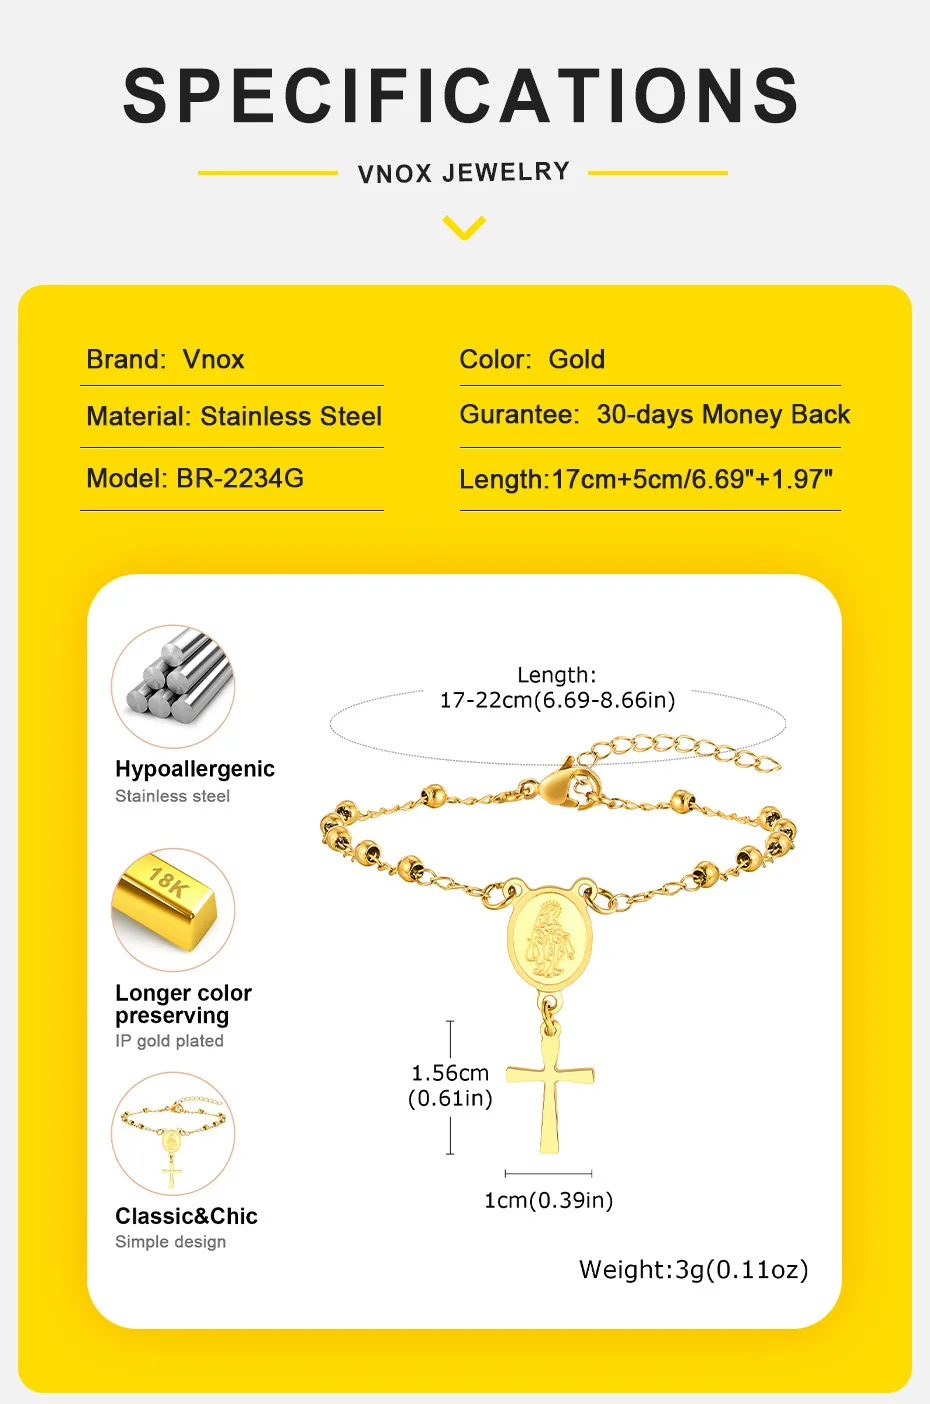 SPECIFICATIONS
VNOX JEWELRY
Brand: Vnox
Color: Gold
Material: Stainless Steel
Gurantee: 30-days Money Back
Model: BR-2234G
Length:17cm+5cm/6.69"+1.97"
Hypoallergenic
Stainless steel
18K
Longer color
preserving
IP gold plated
Classic&Chic
Simple design
Length:
17-22cm(6.69-8.66in)
1.56cm
(0.61in)
1cm(0.39in)
Weight:3g(0.11oz)